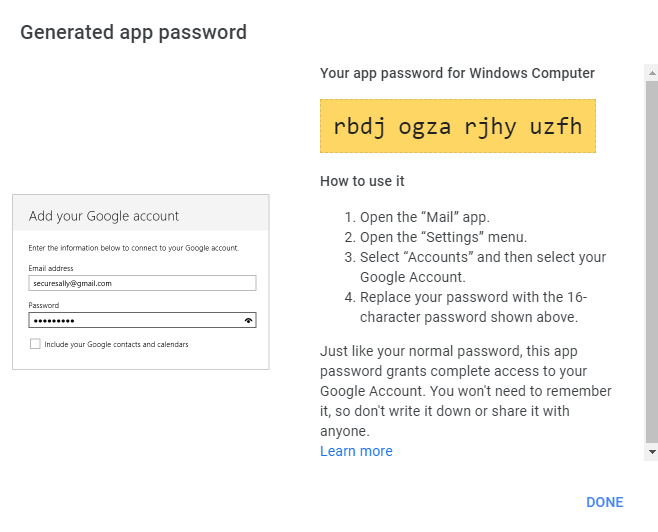 Generated app password
Your app password for Windows Computer
rbdj ogza rjhy uzfh
How to use it
1. Open the “Mail” app.
2. Open the “Settings” menu.
3. Select “Accounts” and then select your
Google Account.
4. Replace your password with the 16-
character password shown above.
Just like your normal password, this app
password grants complete access to your
Google Account. You won't need to remember
it, so don't write it down or share it with
anyone.
Learn more
Add your Google account
Enter the information below to connect to your Google account.
Email address
securesally@gmail.com
Password
•••••••••
Include your Google contacts and calendars
DONE